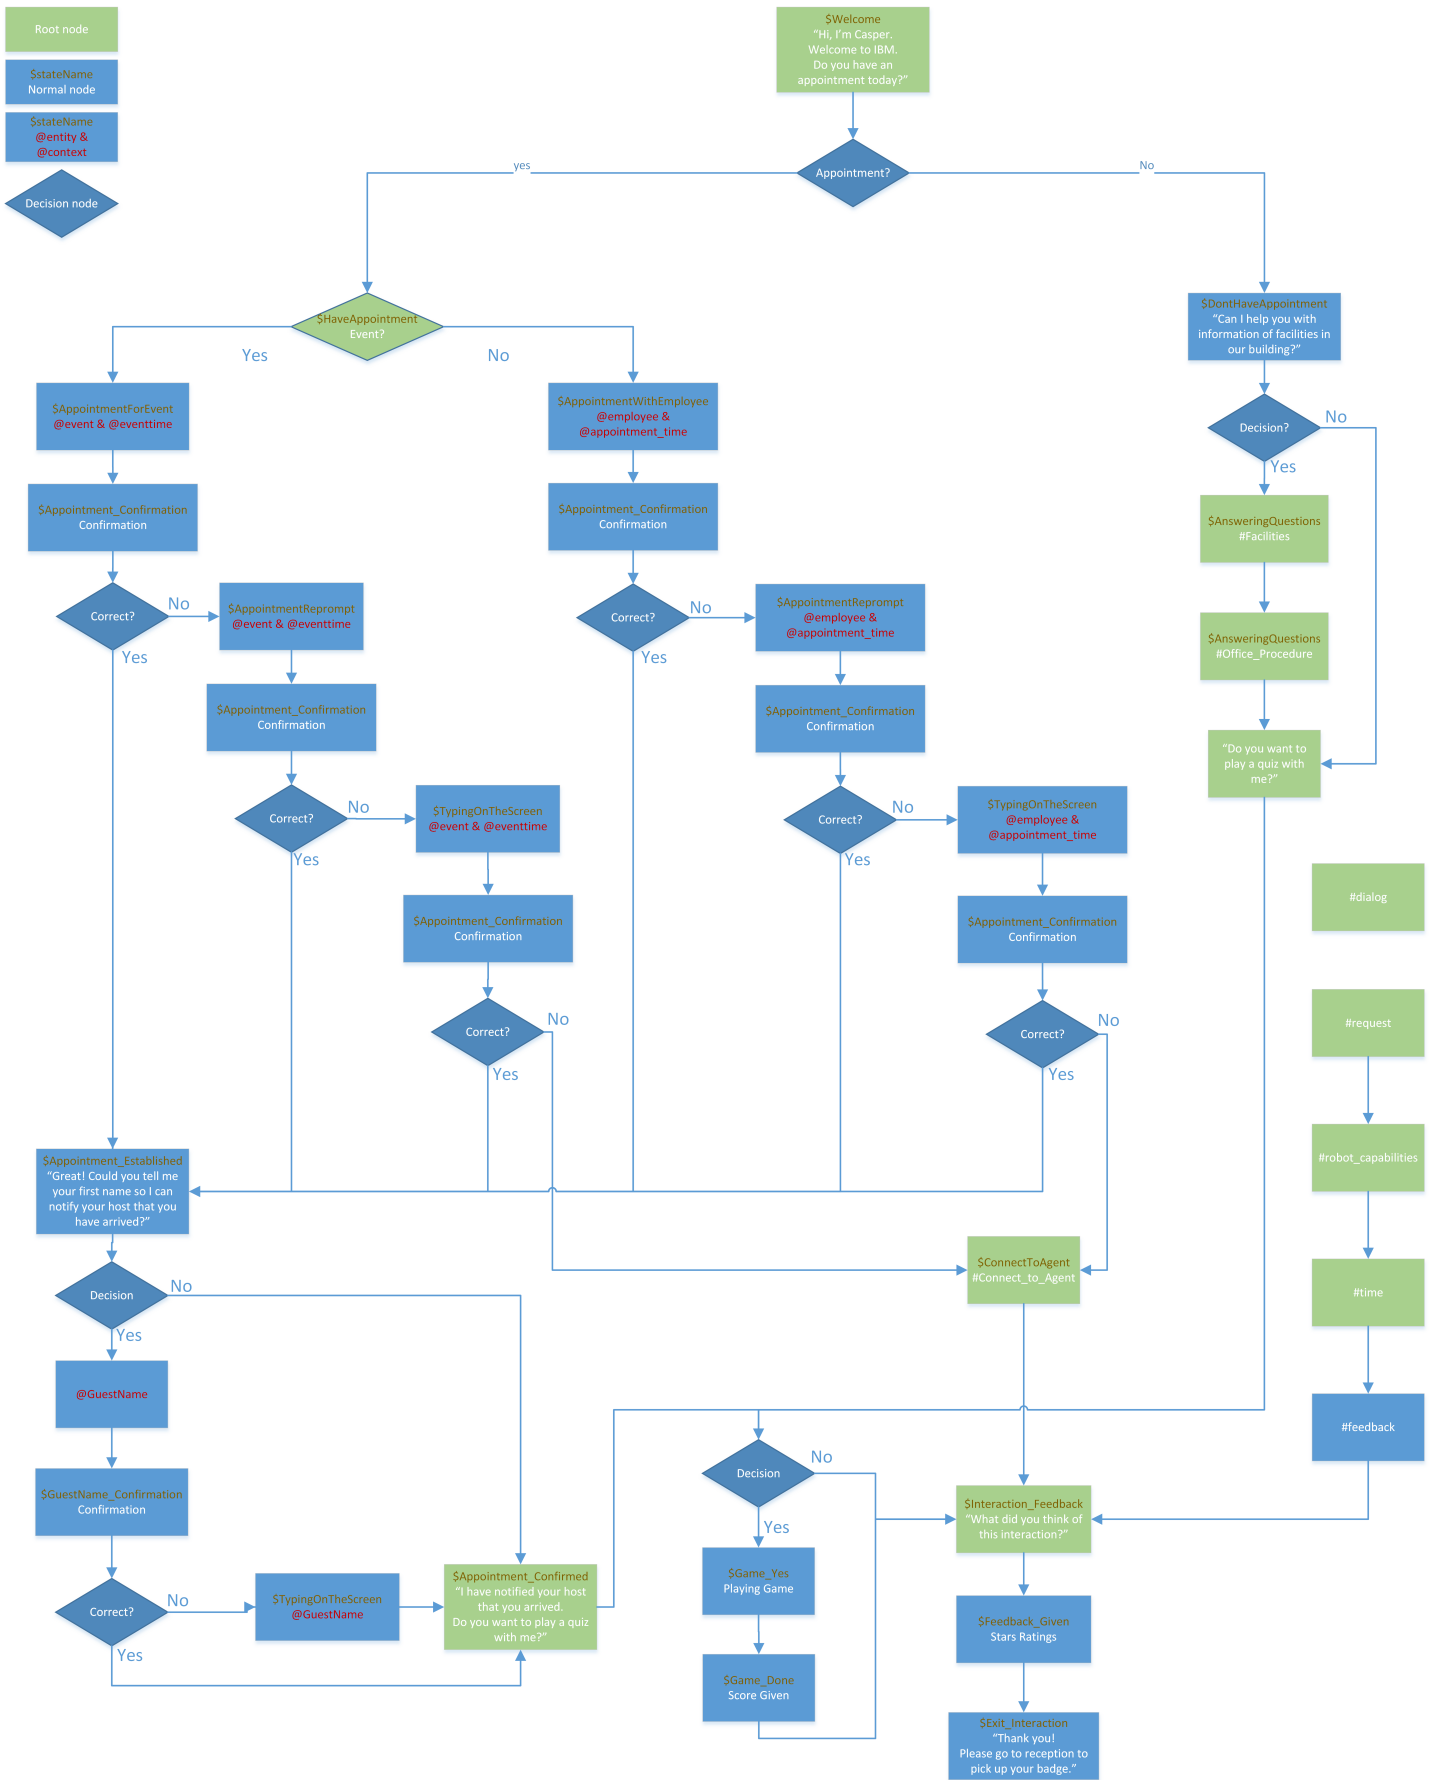 Root node
$stateName
Normal node
$stateName
@entity &
@context
Decision node
$Welcome
“Hi, I’m Casper.
Welcome to IBM.
Do you have an
appointment today?”
Appointment?
yes
No
$HaveAppointment
Event?
Yes
No
$DontHaveAppointment
“Can I help you with
information of facilities in
our building?”
$AppointmentForEvent
@event & @eventtime
$AppointmentWithEmployee
@employee &
@appointment_time
Decision?
No
Yes
$Appointment_Confirmation
Confirmation
$Appointment_Confirmation
Confirmation
$AnsweringQuestions
#Facilities
Correct?
No
Yes
$AppointmentReprompt
@event & @eventtime
Correct?
No
Yes
$AppointmentReprompt
@employee &
@appointment_time
$AnsweringQuestions
#Office_Procedure
$Appointment_Confirmation
Confirmation
$Appointment_Confirmation
Confirmation
“Do you want to
play a quiz with
me?”
Correct?
No
Yes
$TypingOnTheScreen
@event & @eventtime
Correct?
No
Yes
$TypingOnTheScreen
@employee &
@appointment_time
#dialog
$Appointment_Confirmation
Confirmation
$Appointment_Confirmation
Confirmation
Correct?
No
Yes
Correct?
No
Yes
#request
#robot_capabilities
$Appointment_Established
“Great! Could you tell me
your first name so I can
notify your host that you
have arrived?”
$ConnectToAgent
#Connect_to_Agent
#time
Decision
No
Yes
@GuestName
#feedback
Decision
No
Yes
$GuestName_Confirmation
Confirmation
$Interaction_Feedback
“What did you think of
this interaction?”
Correct?
No
Yes
$TypingOnTheScreen
@GuestName
$Appointment_Confirmed
“I have notified your host
that you arrived.
Do you want to play a quiz
with me?”
$Game_Yes
Playing Game
$Feedback_Given
Stars Ratings
$Game_Done
Score Given
$Exit_Interaction
“Thank you!
Please go to reception to
pick up your badge.”